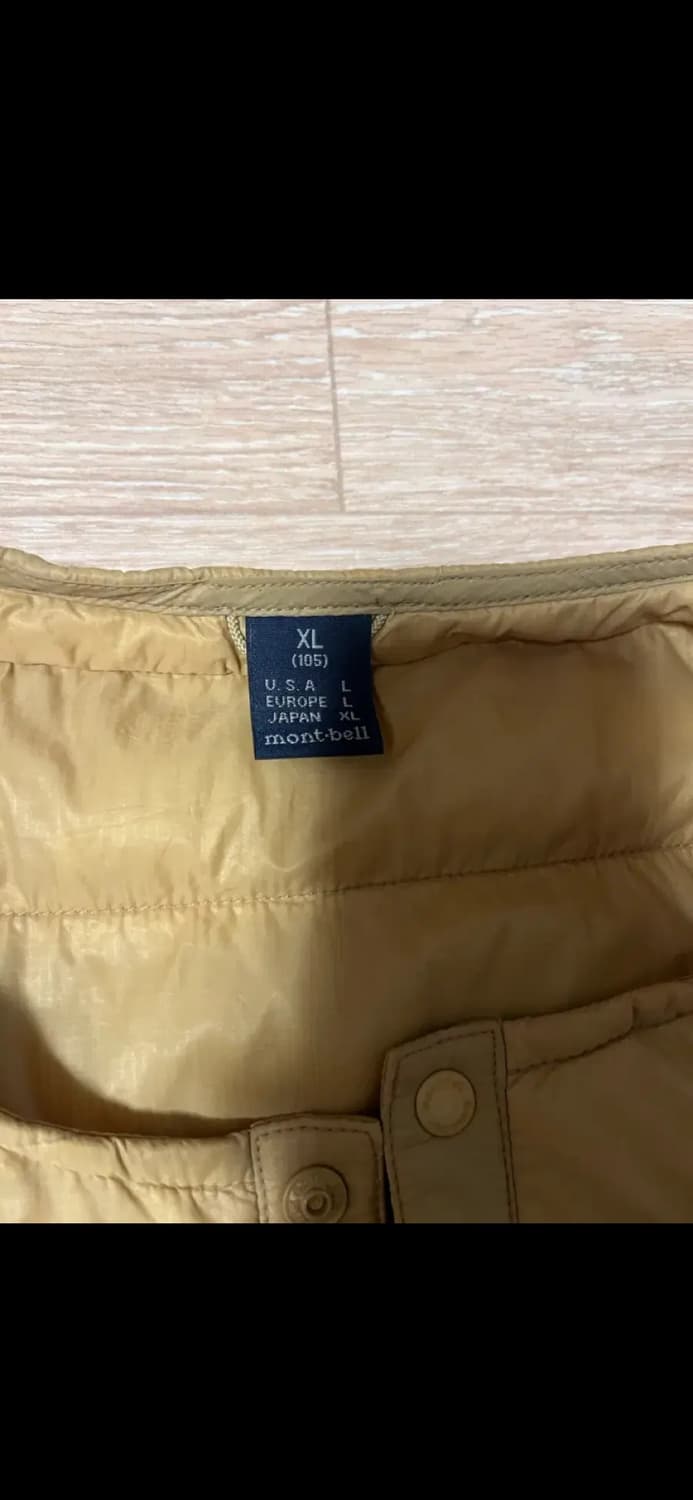 XL
(105)
U.S.A L
EUROPE L
JAPAN XL
mont·bell